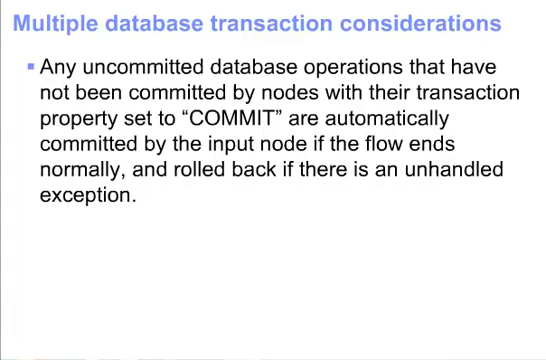 Multiple database transaction considerations
Any uncommitted database operations that have
not been committed by nodes with their transaction
property set to “COMMIT” are automatically
committed by the input node if the flow ends
normally, and rolled back if there is an unhandled
exception.